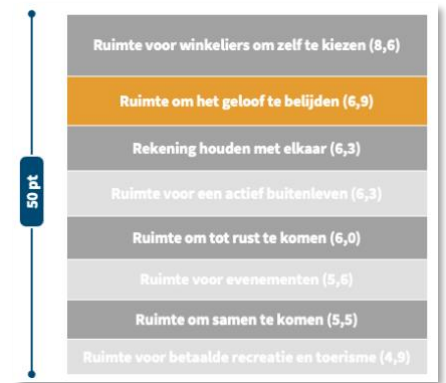 Ruimte voor winkeliers om zelf te kiezen (8,6)
Ruimte om het geloof te belijden (6,9)
Rekening houden met elkaar (6,3)
Ruimte voor een actief buitenleven (6,3)
50 pt
Ruimte om tot rust te komen (6,0)
Ruimte voor evenementen (5,6)
Ruimte om samen te komen (5,5)
Ruimte voor betaalde recreatie en toerisme (4,9)